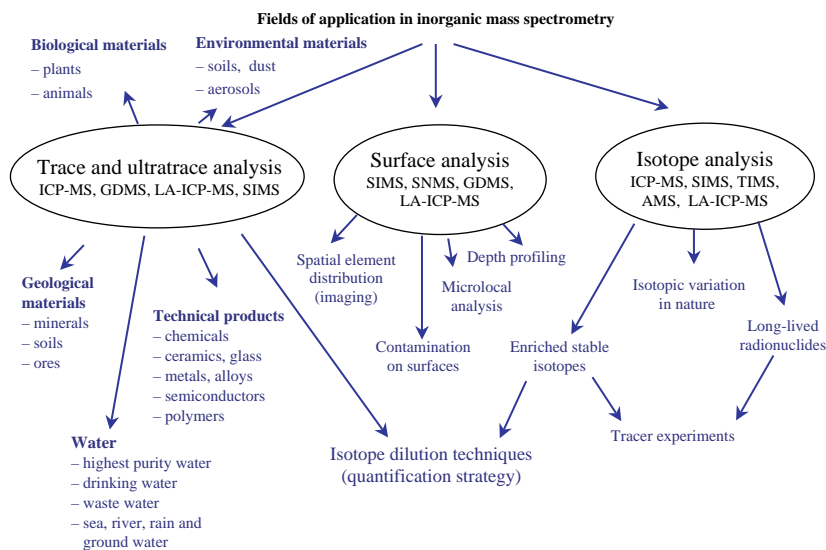 Fields of application in inorganic mass spectrometry
Biological materials
– plants
– animals
Environmental materials
– soils, dust
– aerosols
Trace and ultratrace analysis
ICP-MS, GDMS, LA-ICP-MS, SIMS
Surface analysis
SIMS, SNMS, GDMS,
LA-ICP-MS
Isotope analysis
ICP-MS, SIMS, TIMS,
AMS, LA-ICP-MS
Geological
materials
– minerals
– soils
– ores
Technical products
– chemicals
– ceramics, glass
– metals, alloys
– semiconductors
– polymers
Water
– highest purity water
– drinking water
– waste water
– sea, river, rain and
ground water
Spatial element
distribution
(imaging)
Contamination
on surfaces
Microlocal
analysis
Depth profiling
Enriched stable
isotopes
Isotopic variation
in nature
Long-lived
radionuclides
Isotope dilution techniques
(quantification strategy)
Tracer experiments